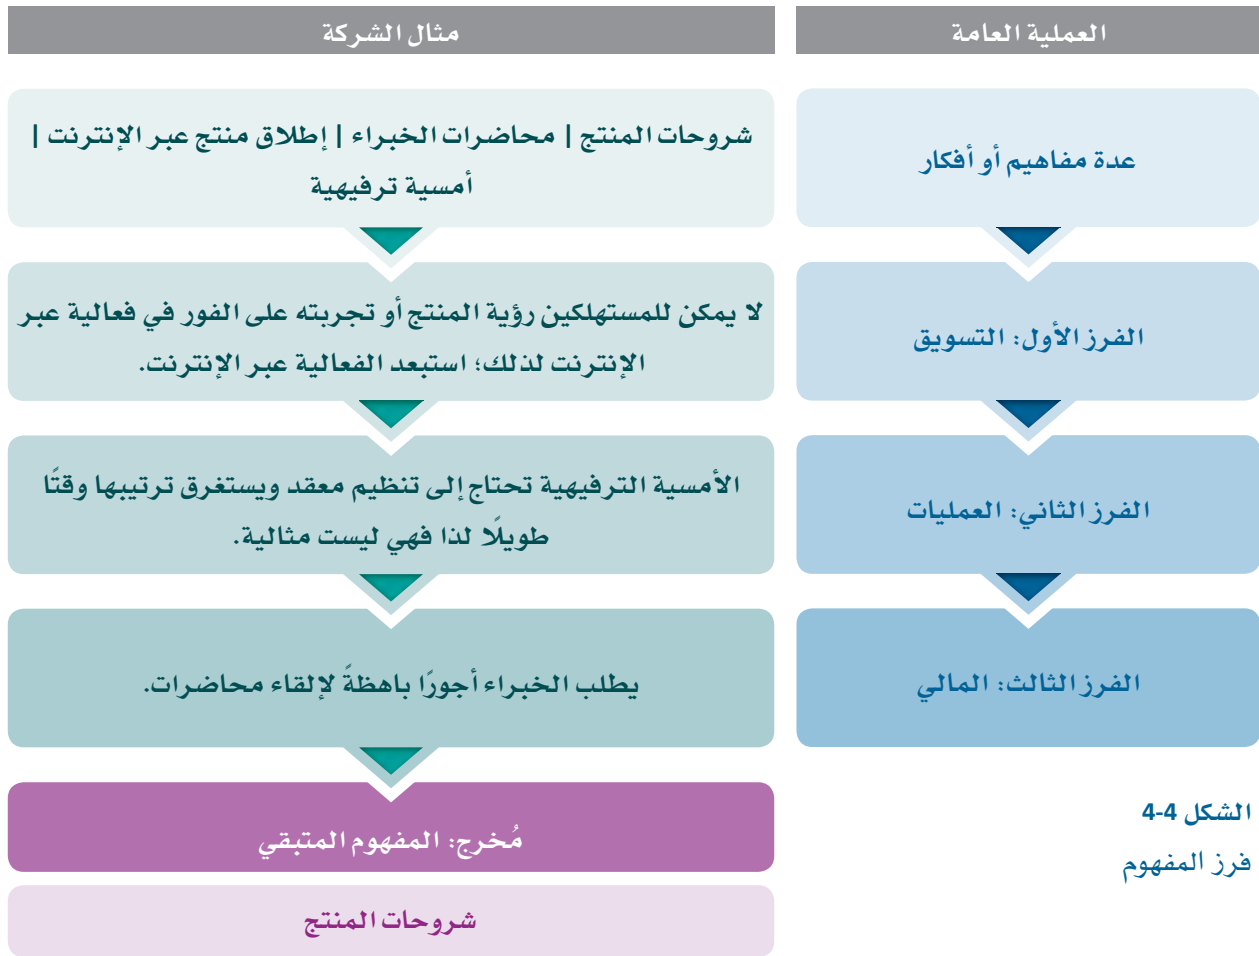 العملية العامة
مثال الشركة
عدة مفاهيم أو أفكار
شروحات المنتج | محاضرات الخبراء | إطلاق منتج عبر الإنترنت |
أمسية ترفيهية
الفرز الأول: التسويق
لا يمكن للمستهلكين رؤية المنتج أو تجربته على الفور في فعالية عبر
الإنترنت لذلك؛ استبعد الفعالية عبر الإنترنت.
الفرز الثاني: العمليات
الأمسية الترفيهية تحتاج إلى تنظيم معقد ويستغرق ترتيبها وقتًا
طويلًا لذا فهي ليست مثالية.
الفرز الثالث: المالي
يطلب الخبراء أجورًا باهظةً لإلقاء محاضرات.
مُخرج: المفهوم المتبقي
شروحات المنتج
الشكل 4-4
فرز المفهوم